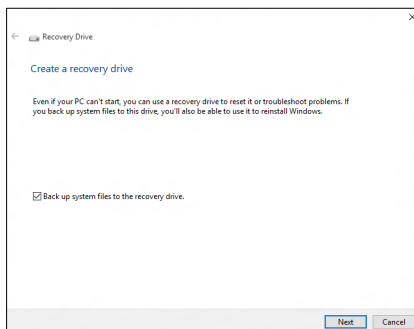 Recovery Drive
Create a recovery drive
Even if your PC can't start, you can use a recovery drive to reset it or troubleshoot problems. If
you back up system files to this drive, you'll also be able to use it to reinstall Windows.
Back up system files to the recovery drive.
Next Cancel